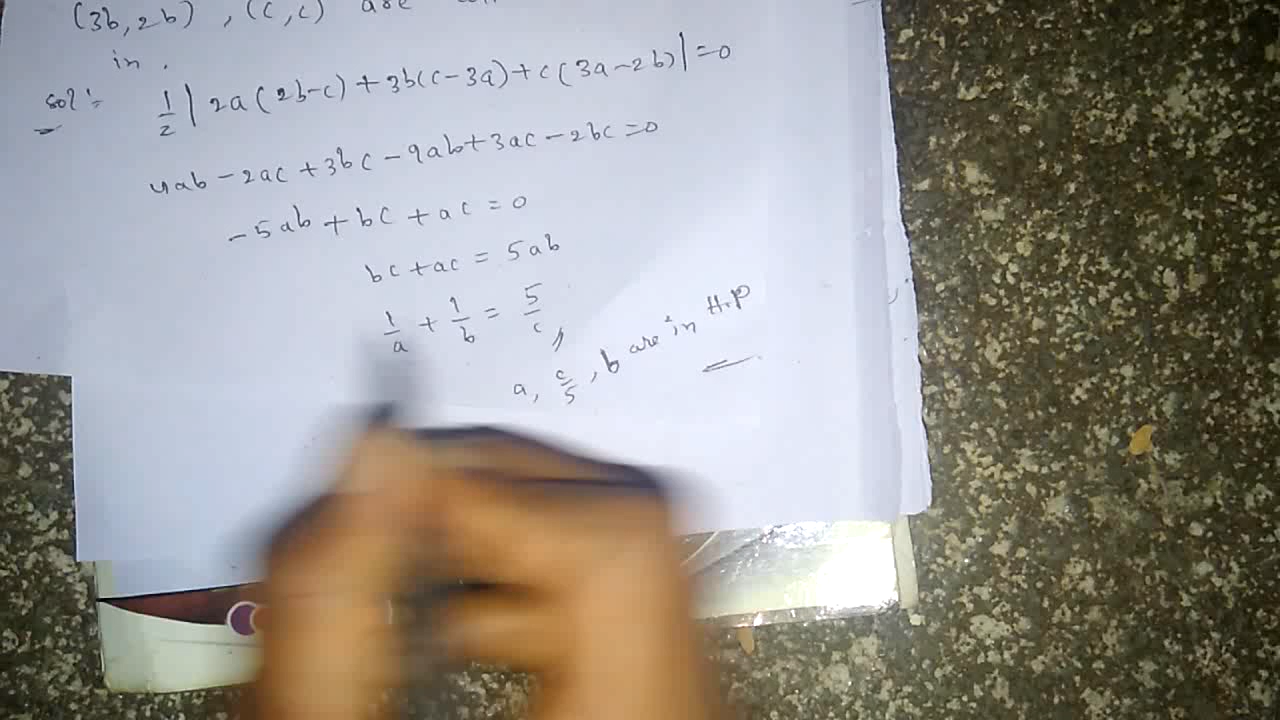 (3b, 2b) , (c, c) are
in .
Sol:
1/2 | 2a(2b-c) + 3b(c-3a) + c(3a-2b) | = 0
4ab - 2ac + 3bc - 9ab + 3ac - 2bc = 0
- 5ab + bc + ac = 0
bc + ac = 5ab
1/a + 1/b = 5/c
a, c/5, b are in H.P